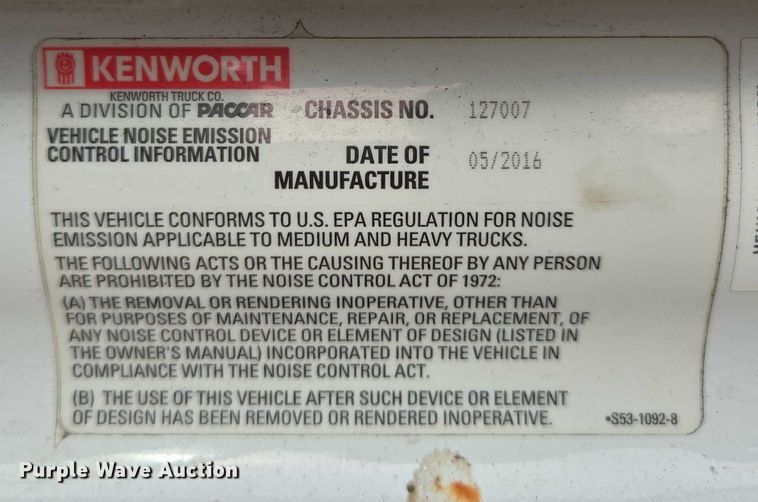 KENWORTH
KENWORTH TRUCK CO.
A DIVISION OF PACCAR CHASSIS NO. 127007
VEHICLE NOISE EMISSION
CONTROL INFORMATION DATE OF MANUFACTURE 05/2016
THIS VEHICLE CONFORMS TO U.S. EPA REGULATION FOR NOISE
EMISSION APPLICABLE TO MEDIUM AND HEAVY TRUCKS.
THE FOLLOWING ACTS OR THE CAUSING THEREOF BY ANY PERSON
ARE PROHIBITED BY THE NOISE CONTROL ACT OF 1972:
(A) THE REMOVAL OR RENDERING INOPERATIVE, OTHER THAN
FOR PURPOSES OF MAINTENANCE, REPAIR, OR REPLACEMENT, OF
ANY NOISE CONTROL DEVICE OR ELEMENT OF DESIGN (LISTED IN
THE OWNER'S MANUAL) INCORPORATED INTO THE VEHICLE IN
COMPLIANCE WITH THE NOISE CONTROL ACT.
(B) THE USE OF THIS VEHICLE AFTER SUCH DEVICE OR ELEMENT
OF DESIGN HAS BEEN REMOVED OR RENDERED INOPERATIVE.
•S53-1092-8
Purple Wave Auction